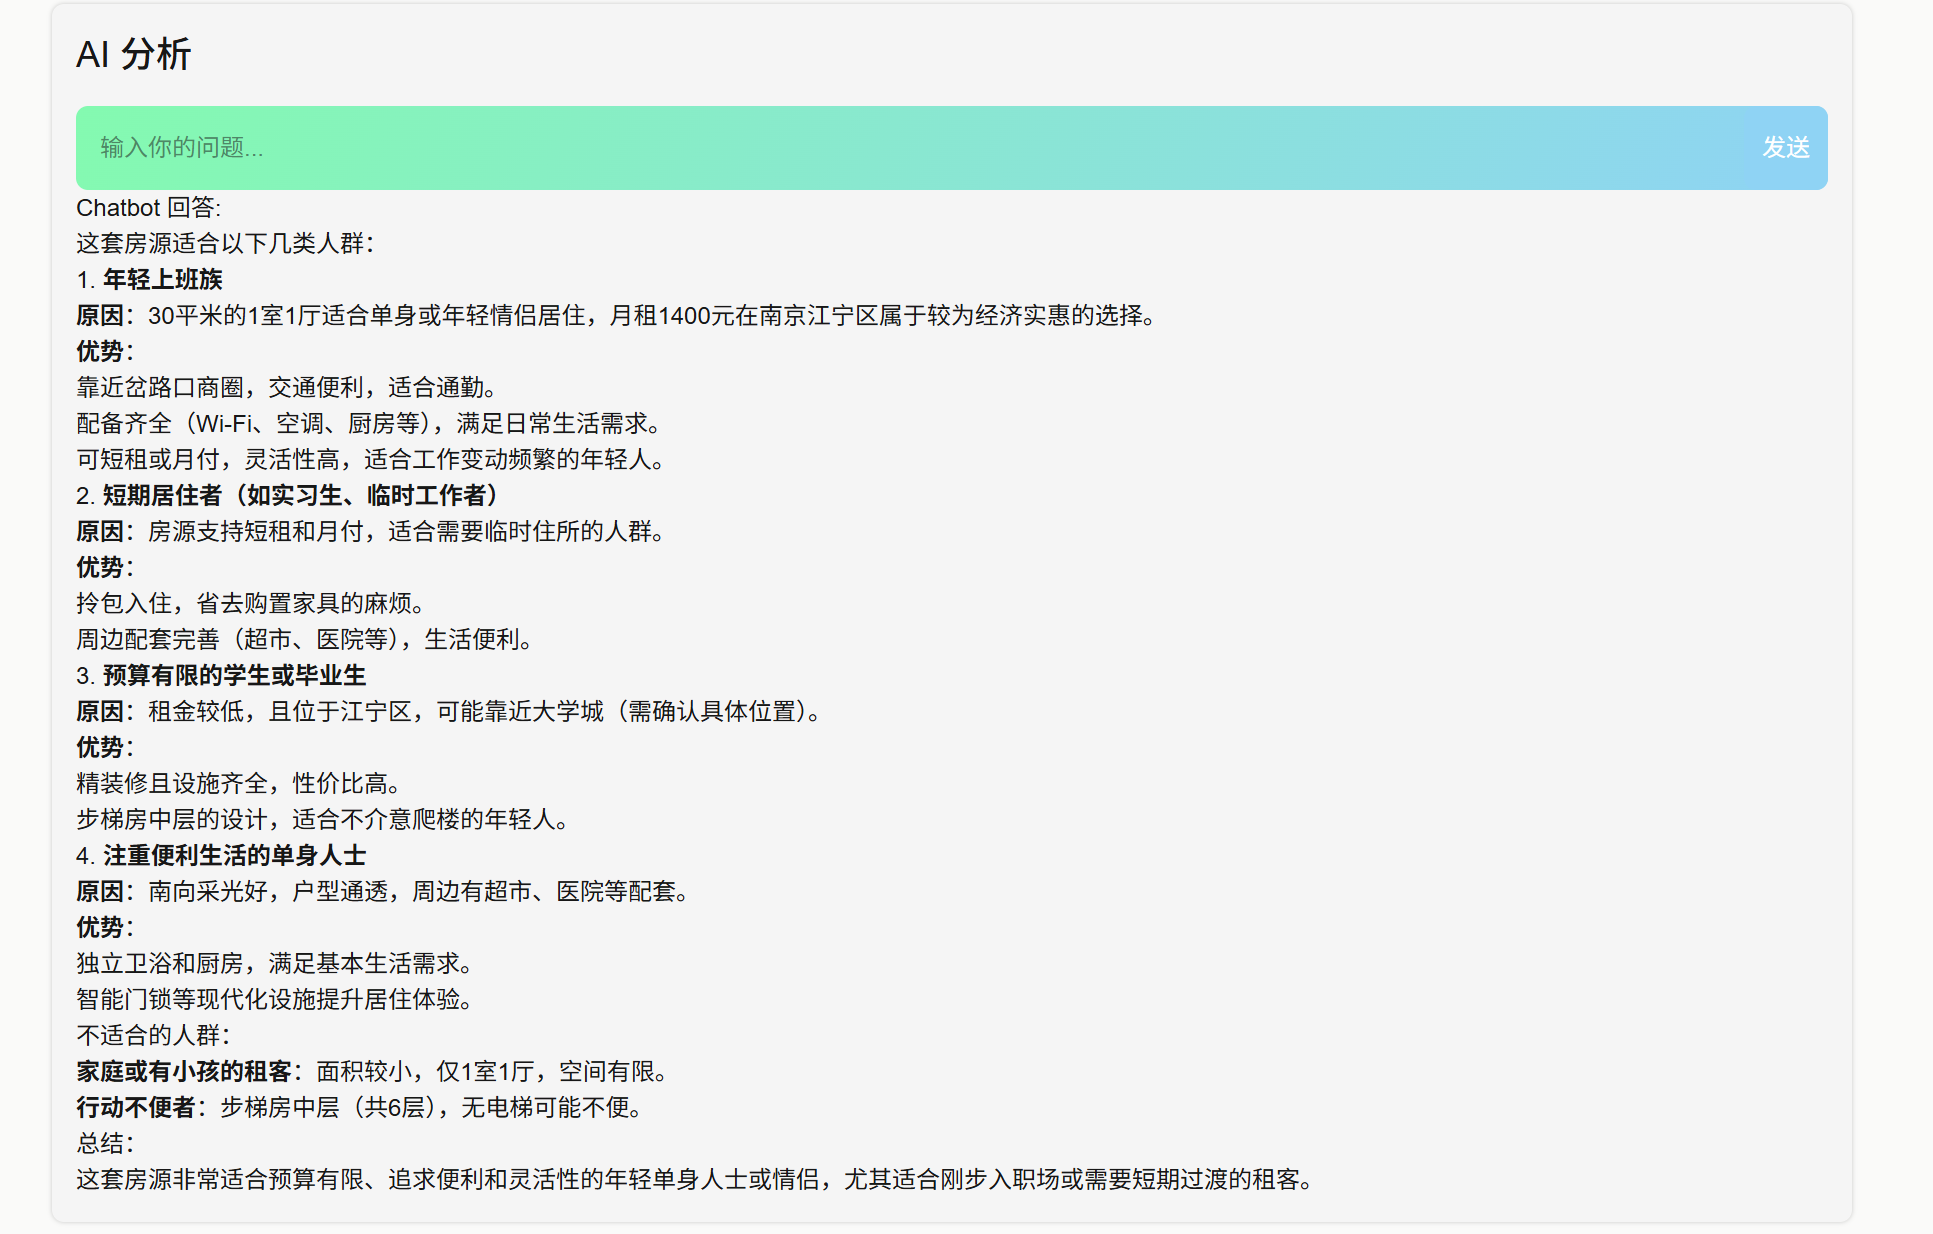 AI 分析
输入你的问题...
发送
Chatbot 回答:
这套房源适合以下几类人群：
1. 年轻上班族
原因：30平米的1室1厅适合单身或年轻情侣居住，月租1400元在南京江宁区属于较为经济实惠的选择。
优势：
靠近岔路口商圈，交通便利，适合通勤。
配备齐全（Wi-Fi、空调、厨房等），满足日常生活需求。
可短租或月付，灵活性高，适合工作变动频繁的年轻人。
2. 短期居住者（如实习生、临时工作者）
原因：房源支持短租和月付，适合需要临时住所的人群。
优势：
拎包入住，省去购置家具的麻烦。
周边配套完善（超市、医院等），生活便利。
3. 预算有限的学生或毕业生
原因：租金较低，且位于江宁区，可能靠近大学城（需确认具体位置）。
优势：
精装修且设施齐全，性价比高。
步梯房中层的设计，适合不介意爬楼的年轻人。
4. 注重便利生活的单身人士
原因：南向采光好，户型通透，周边有超市、医院等配套。
优势：
独立卫浴和厨房，满足基本生活需求。
智能门锁等现代化设施提升居住体验。
不适合的人群：
家庭或有小孩的租客：面积较小，仅1室1厅，空间有限。
行动不便者：步梯房中层（共6层），无电梯可能不便。
总结：
这套房源非常适合预算有限、追求便利和灵活性的年轻单身人士或情侣，尤其适合刚步入职场或需要短期过渡的租客。